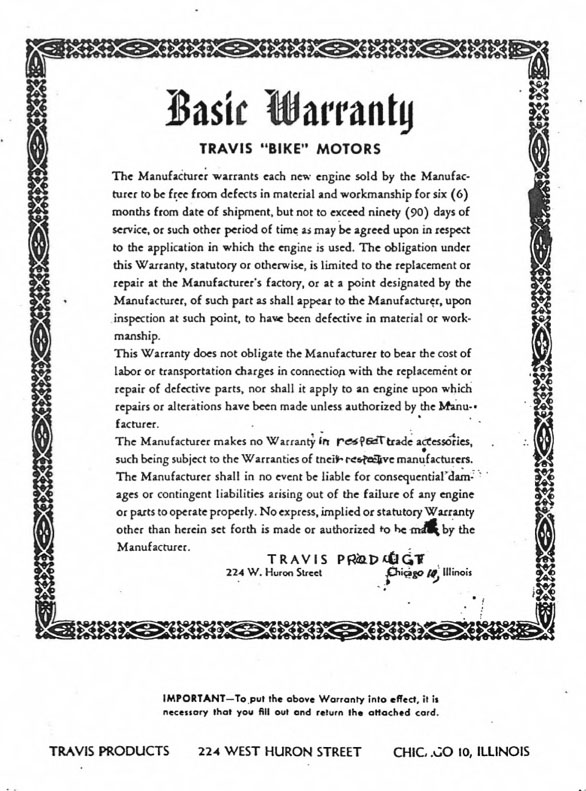 Basic Warranty
TRAVIS "BIKE" MOTORS
The Manufacturer warrants each new engine sold by the Manufac-
turer to be free from defects in material and workmanship for six (6)
months from date of shipment, but not to exceed ninety (90) days of
service, or such other period of time as may be agreed upon in respect
to the application in which the engine is used. The obligation under
this Warranty, statutory or otherwise, is limited to the replacement or
repair at the Manufacturer's factory, or at a point designated by the
Manufacturer, of such part as shall appear to the Manufacturer, upon
inspection at such point, to have been defective in material or work-
manship.
This Warranty does not obligate the Manufacturer to bear the cost of
labor or transportation charges in connection with the replacement or
repair of defective parts, nor shall it apply to an engine upon which
repairs or alterations have been made unless authorized by the Manu-
facturer.
The Manufacturer makes no Warranty in respect trade accessories,
such being subject to the Warranties of their respective manufacturers.
The Manufacturer shall in no event be liable for consequential dam-
ages or contingent liabilities arising out of the failure of any engine
or parts to operate properly. No express, implied or statutory Warranty
other than herein set forth is made or authorized to be made by the
Manufacturer.
TRAVIS PRODUCT
224 W. Huron Street Chicago 10, Illinois
IMPORTANT—To put the above Warranty into effect, it is
necessary that you fill out and return the attached card.
TRAVIS PRODUCTS 224 WEST HURON STREET CHICAGO 10, ILLINOIS